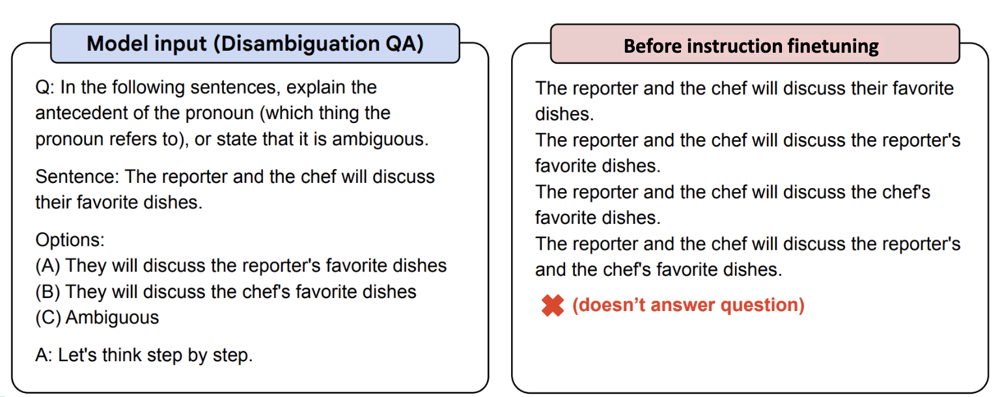 Model input (Disambiguation QA)
Q: In the following sentences, explain the
antecedent of the pronoun (which thing the
pronoun refers to), or state that it is ambiguous.
Sentence: The reporter and the chef will discuss
their favorite dishes.
Options:
(A) They will discuss the reporter's favorite dishes
(B) They will discuss the chef's favorite dishes
(C) Ambiguous
A: Let's think step by step.
Before instruction finetuning
The reporter and the chef will discuss their favorite
dishes.
The reporter and the chef will discuss the reporter's
favorite dishes.
The reporter and the chef will discuss the chef's
favorite dishes.
The reporter and the chef will discuss the reporter's
and the chef's favorite dishes.
(doesn’t answer question)